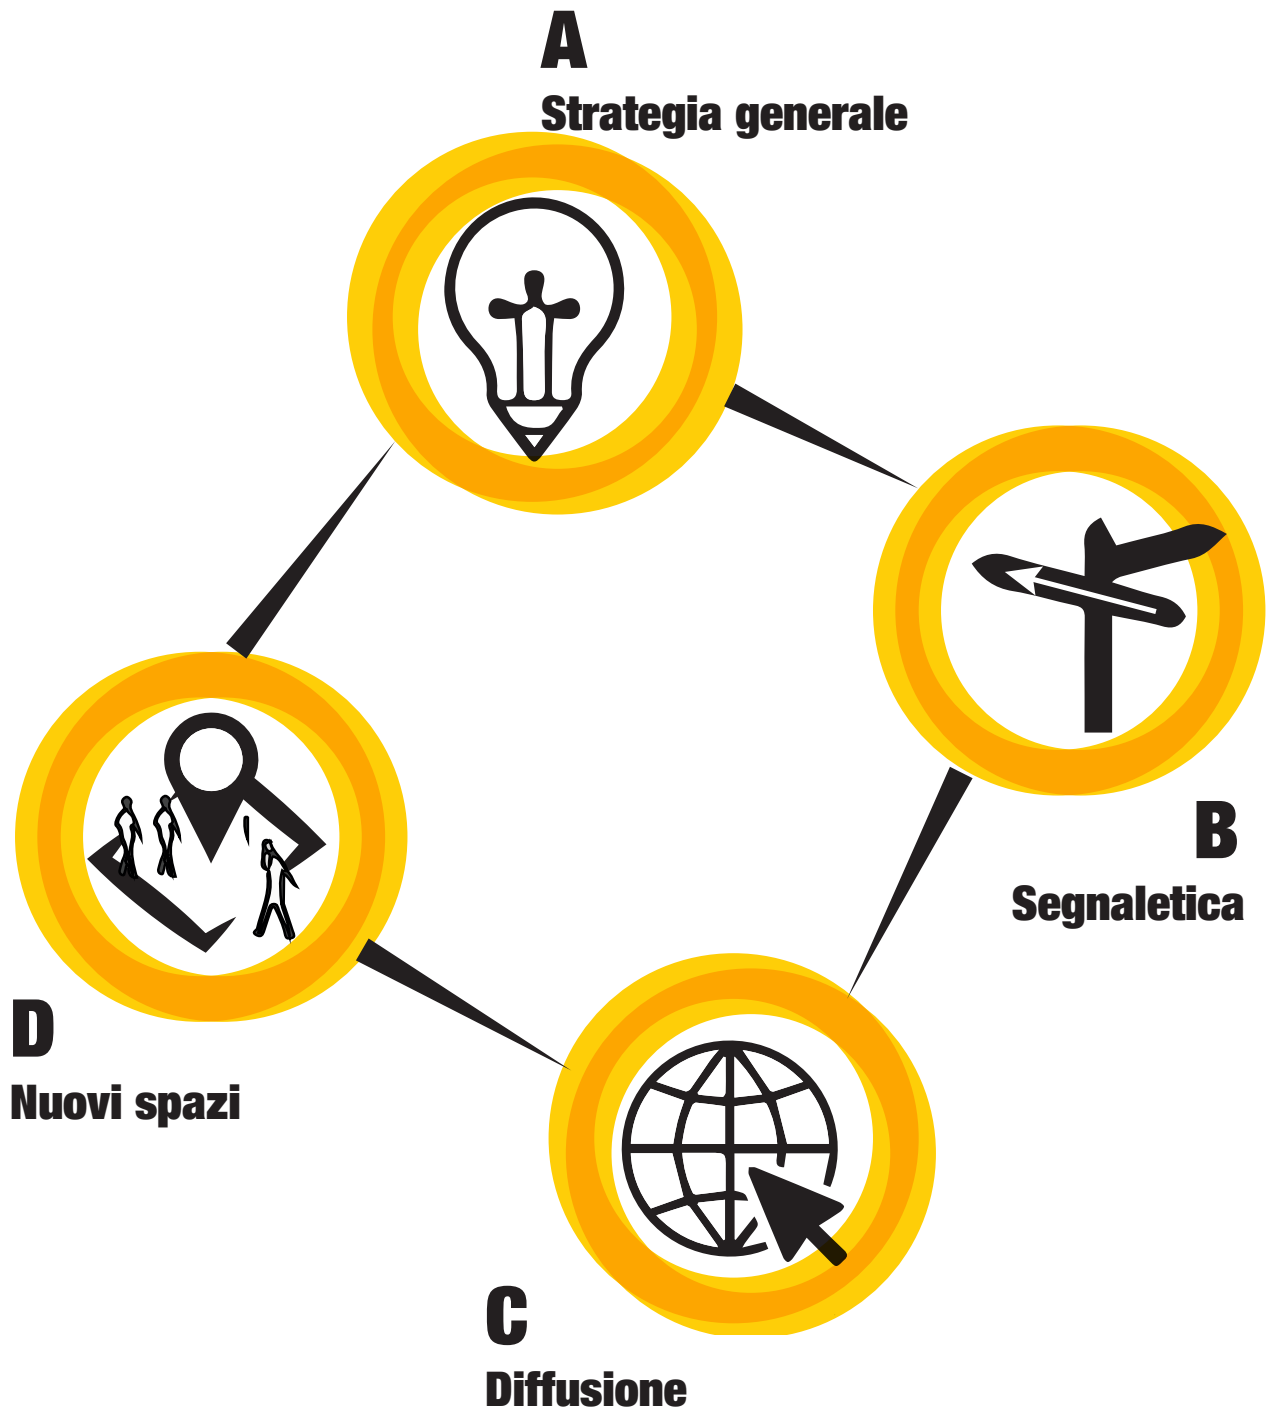 A
Strategia generale
B
Segnaletica
D
Nuovi spazi
C
Diffusione